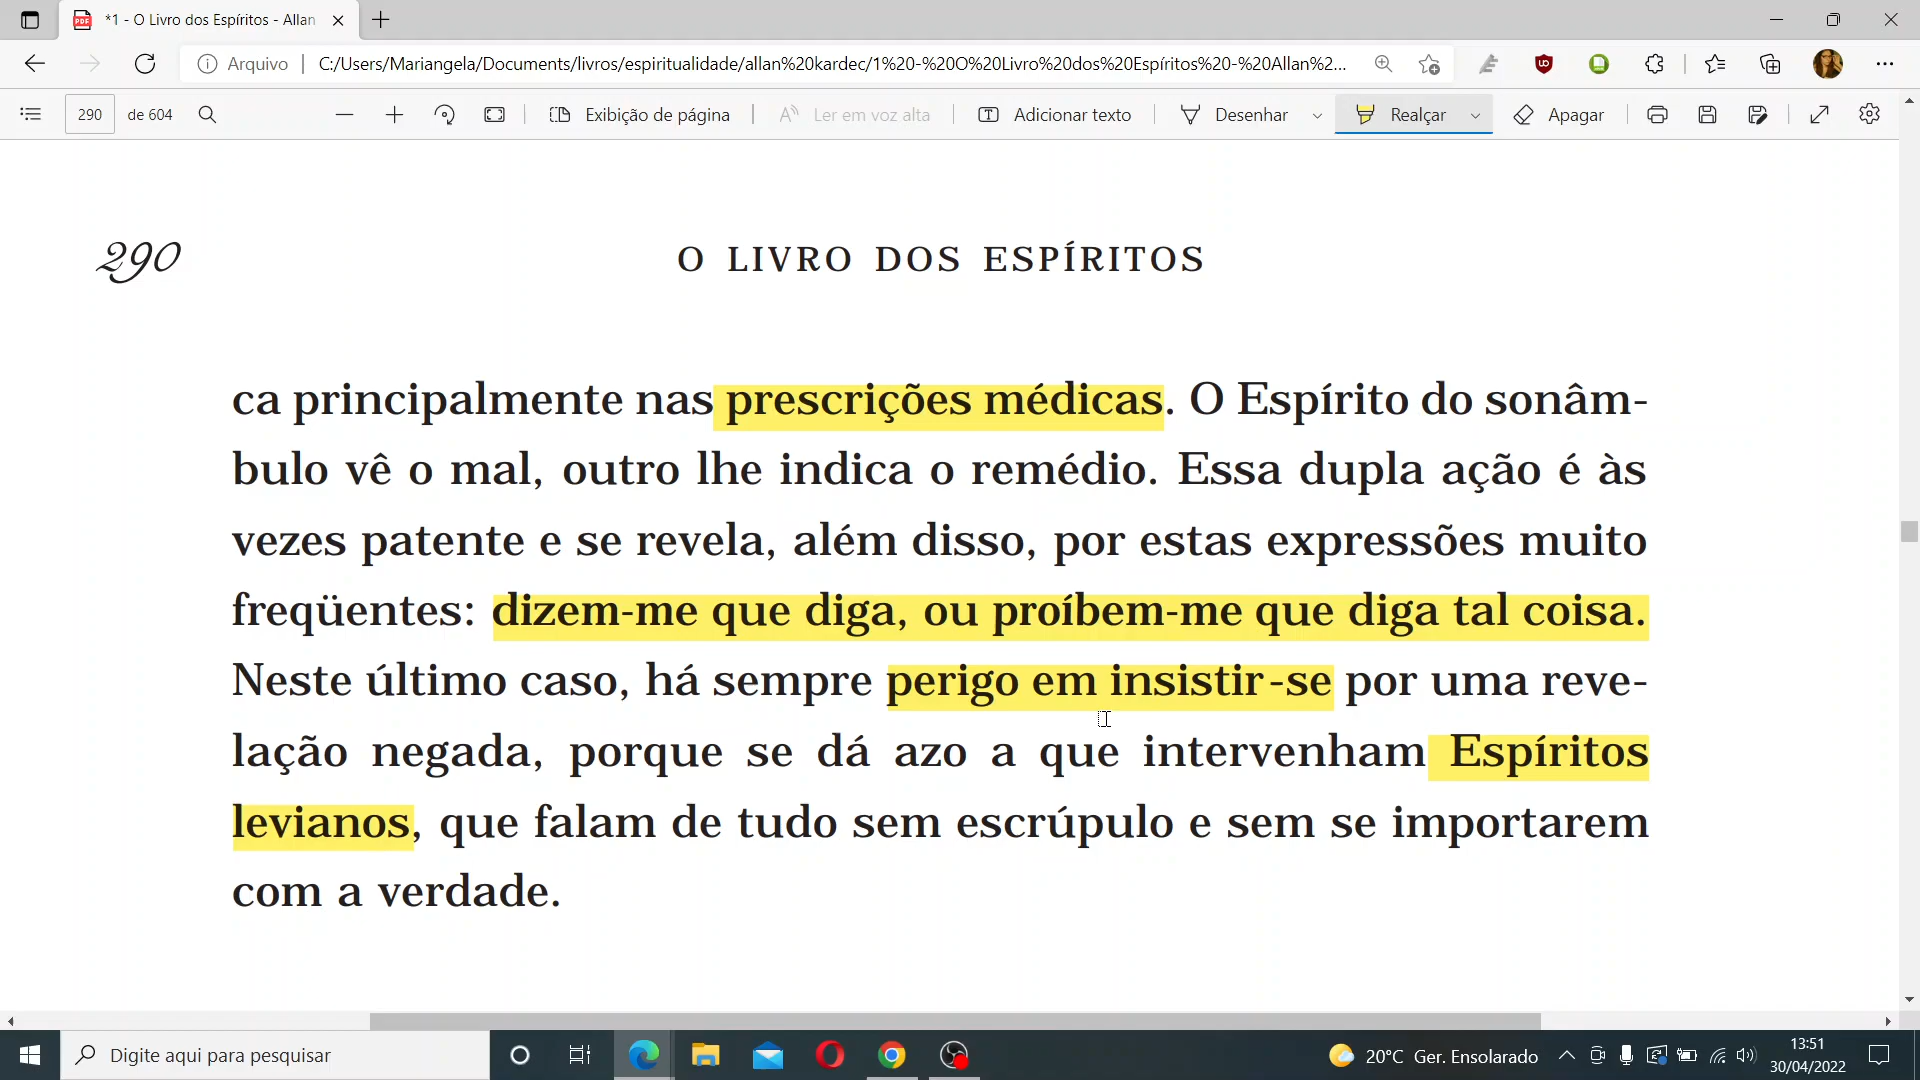 *1 - O Livro dos Espíritos - Allan
Arquivo
C:/Users/Mariangela/Documents/livros/espiritualidade/allan%20kardec/1%20-%20O%20Livro%20dos%20Espíritos%20-%20Allan%2...
290 de 604
Exibição de página
Ler em voz alta
Adicionar texto
Desenhar
Realçar
Apagar
290
O LIVRO DOS ESPÍRITOS
ca principalmente nas prescrições médicas. O Espírito do sonâm-
bulo vê o mal, outro lhe indica o remédio. Essa dupla ação é às
vezes patente e se revela, além disso, por estas expressões muito
freqüentes: dizem-me que diga, ou proíbem-me que diga tal coisa.
Neste último caso, há sempre perigo em insistir-se por uma reve-
lação negada, porque se dá azo a que intervenham Espíritos
levianos, que falam de tudo sem escrúpulo e sem se importarem
com a verdade.
Digite aqui para pesquisar
20°C Ger. Ensolarado
13:51
30/04/2022